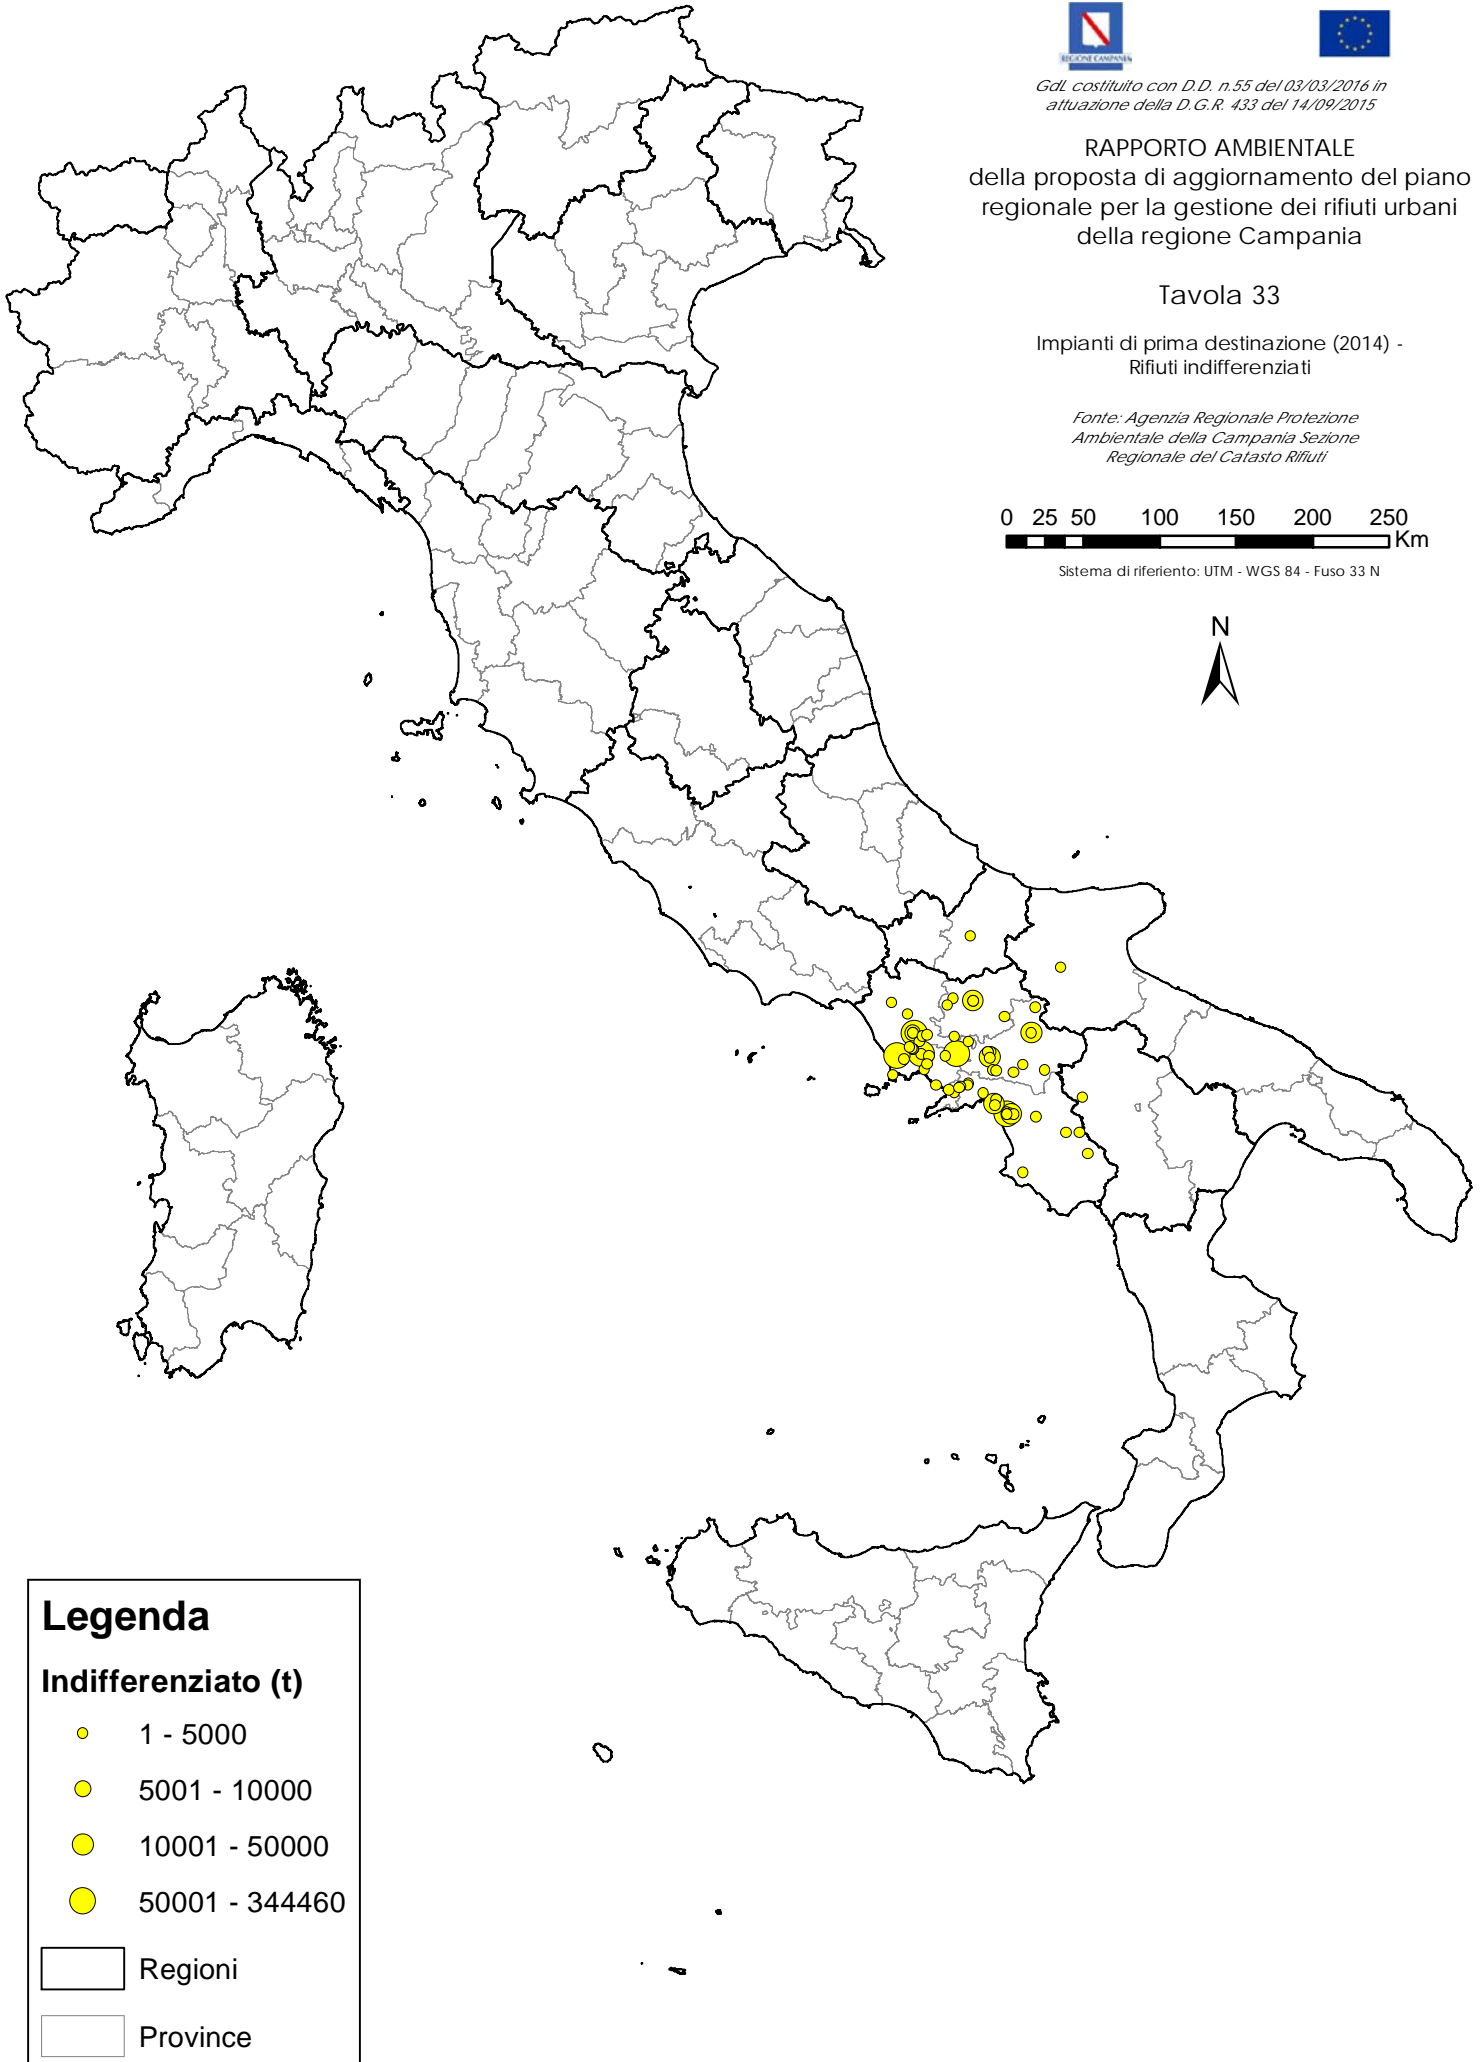 REGIONE CAMPANIA
GdL costituito con D.D. n.55 del 03/03/2016 in
attuazione della D.G.R. 433 del 14/09/2015
RAPPORTO AMBIENTALE
della proposta di aggiornamento del piano
regionale per la gestione dei rifiuti urbani
della regione Campania
Tavola 33
Impianti di prima destinazione (2014) -
Rifiuti indifferenziati
Fonte: Agenzia Regionale Protezione
Ambientale della Campania Sezione
Regionale del Catasto Rifiuti
0 25 50 100 150 200 250
Km
Sistema di riferiento: UTM - WGS 84 - Fuso 33 N
N
Legenda
Indifferenziato (t)
1 - 5000
5001 - 10000
10001 - 50000
50001 - 344460
Regioni
Province